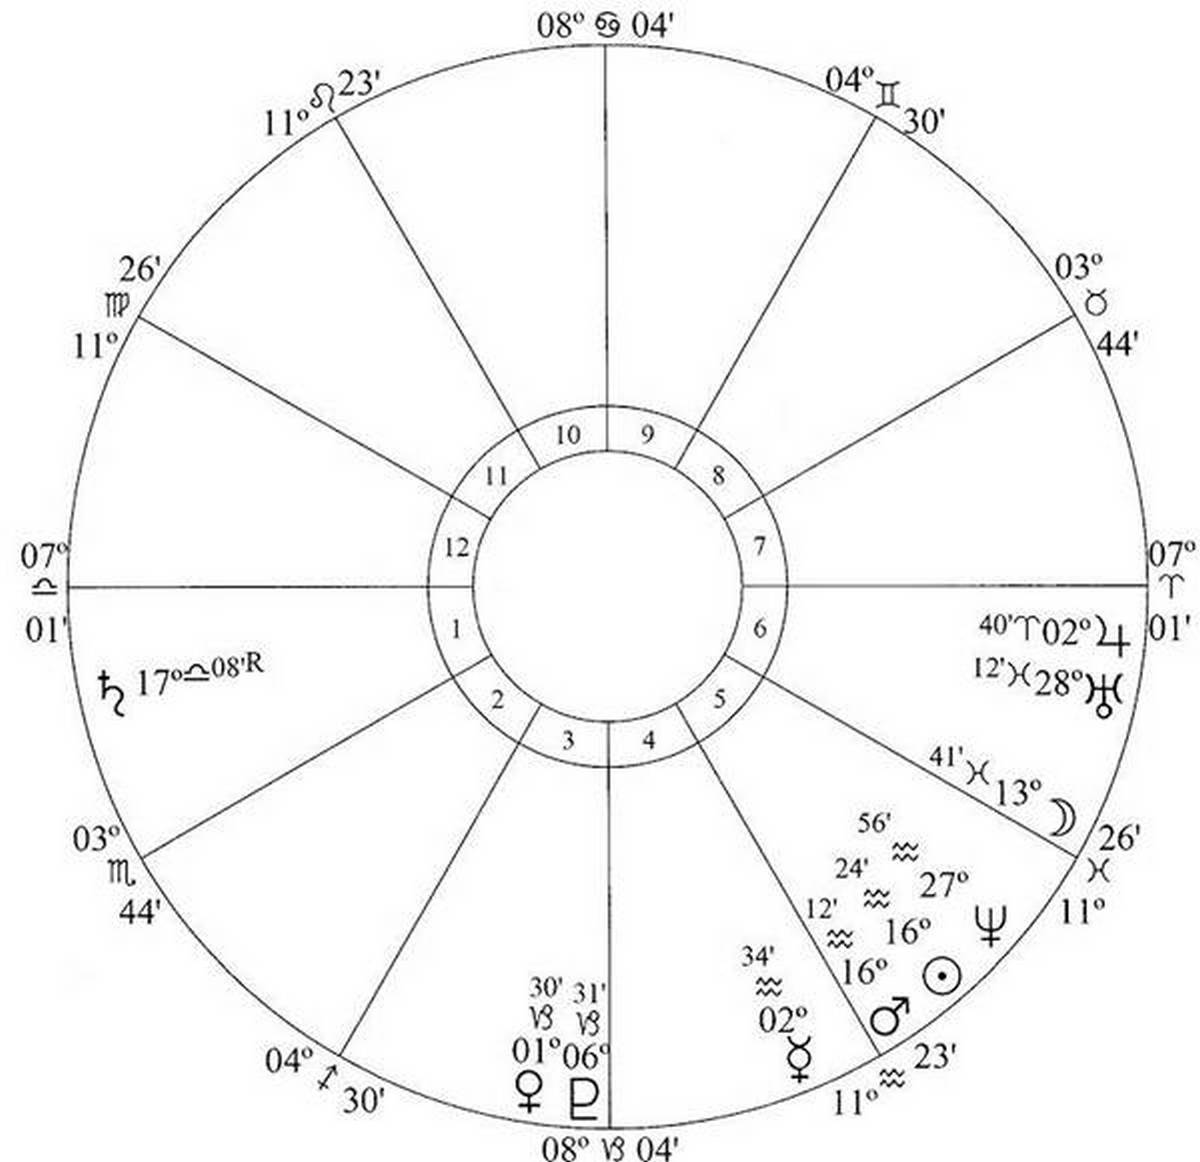 08º ♋ 04'
04º ♊ 30'
11º ♌ 23'
03º ♉ 44'
26' ♍ 11º
10 9
11 8
12 7
1 6
2 5
3 4
07º ♎ 01'
07º ♈ 01'
♄ 17º♎08'R
40'♈02º♃
12'♓28º♅
41'♓13º☽
03º ♏ 44'
26' ♓ 11º
56' ♒ 27º ♆
24' ♒ 16º ☉
12' ♒ 16º ♂
34' ♒ 02º ☿
30' ♑ 01º ♀
31' ♑ 06º ♇
04º ♐ 30'
11º ♒ 23'
08º ♑ 04'